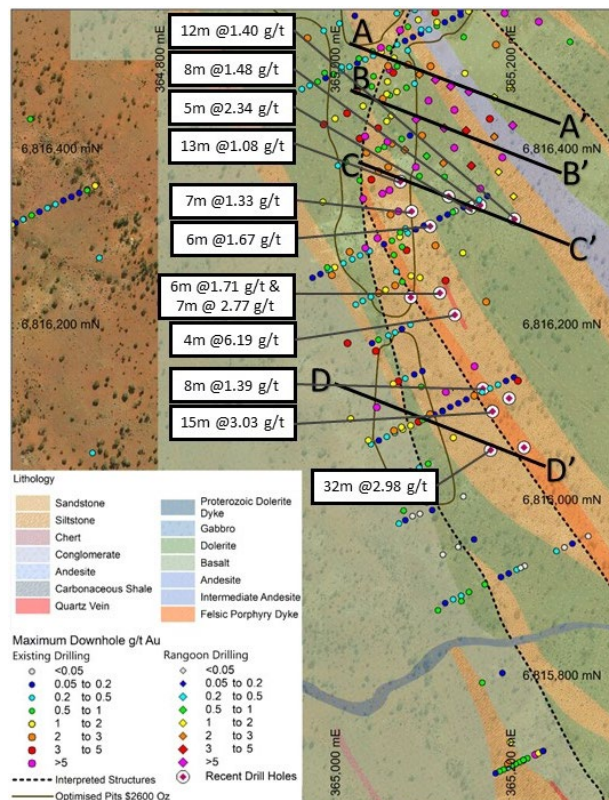 12m @1.40 g/t
8m @1.48 g/t
5m @2.34 g/t
13m @1.08 g/t
7m @1.33 g/t
6m @1.67 g/t
6m @1.71 g/t &
7m @ 2.77 g/t
4m @6.19 g/t
8m @1.39 g/t
15m @3.03 g/t
32m @2.98 g/t
364,800 mE
365,000 mE
365,200 mE
A
A'
B
B'
C
C'
D
D'
6,816,400 mN
6,816,400 mN
6,816,200 mN
6,816,200 mN
6,816,000 mN
6,815,800 mN
365,000 mE
Lithology
Sandstone
Siltstone
Chert
Conglomerate
Andesite
Carbonaceous Shale
Quartz Vein
Proterozoic Dolerite
Dyke
Gabbro
Dolerite
Basalt
Andesite
Intermediate Andesite
Felsic Porphyry Dyke
Maximum Downhole g/t Au
Existing Drilling
<0.05
0.05 to 0.2
0.2 to 0.5
0.5 to 1
1 to 2
2 to 3
3 to 5
>5
Rangoon Drilling
<0.05
0.05 to 0.2
0.2 to 0.5
0.5 to 1
1 to 2
2 to 3
3 to 5
>5
Interpreted Structures
Recent Drill Holes
Optimised Pits $2600 Oz